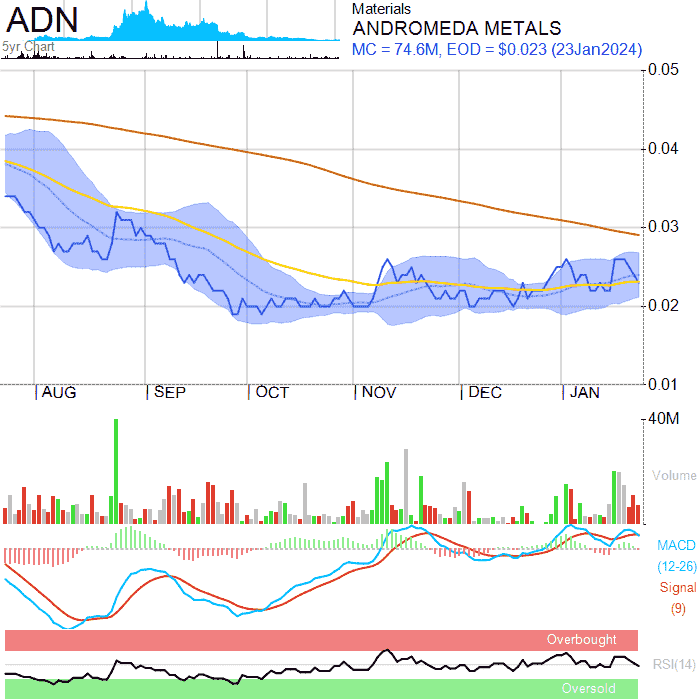 ADN
5yr Chart
Materials
ANDROMEDA METALS
MC = 74.6M, EOD = $0.023 (23Jan2024)
0.05
0.04
0.03
0.02
0.01
AUG SEP OCT NOV DEC JAN
40M
Volume
MACD
(12-26)
Signal
(9)
Overbought
RSI(14)
Oversold